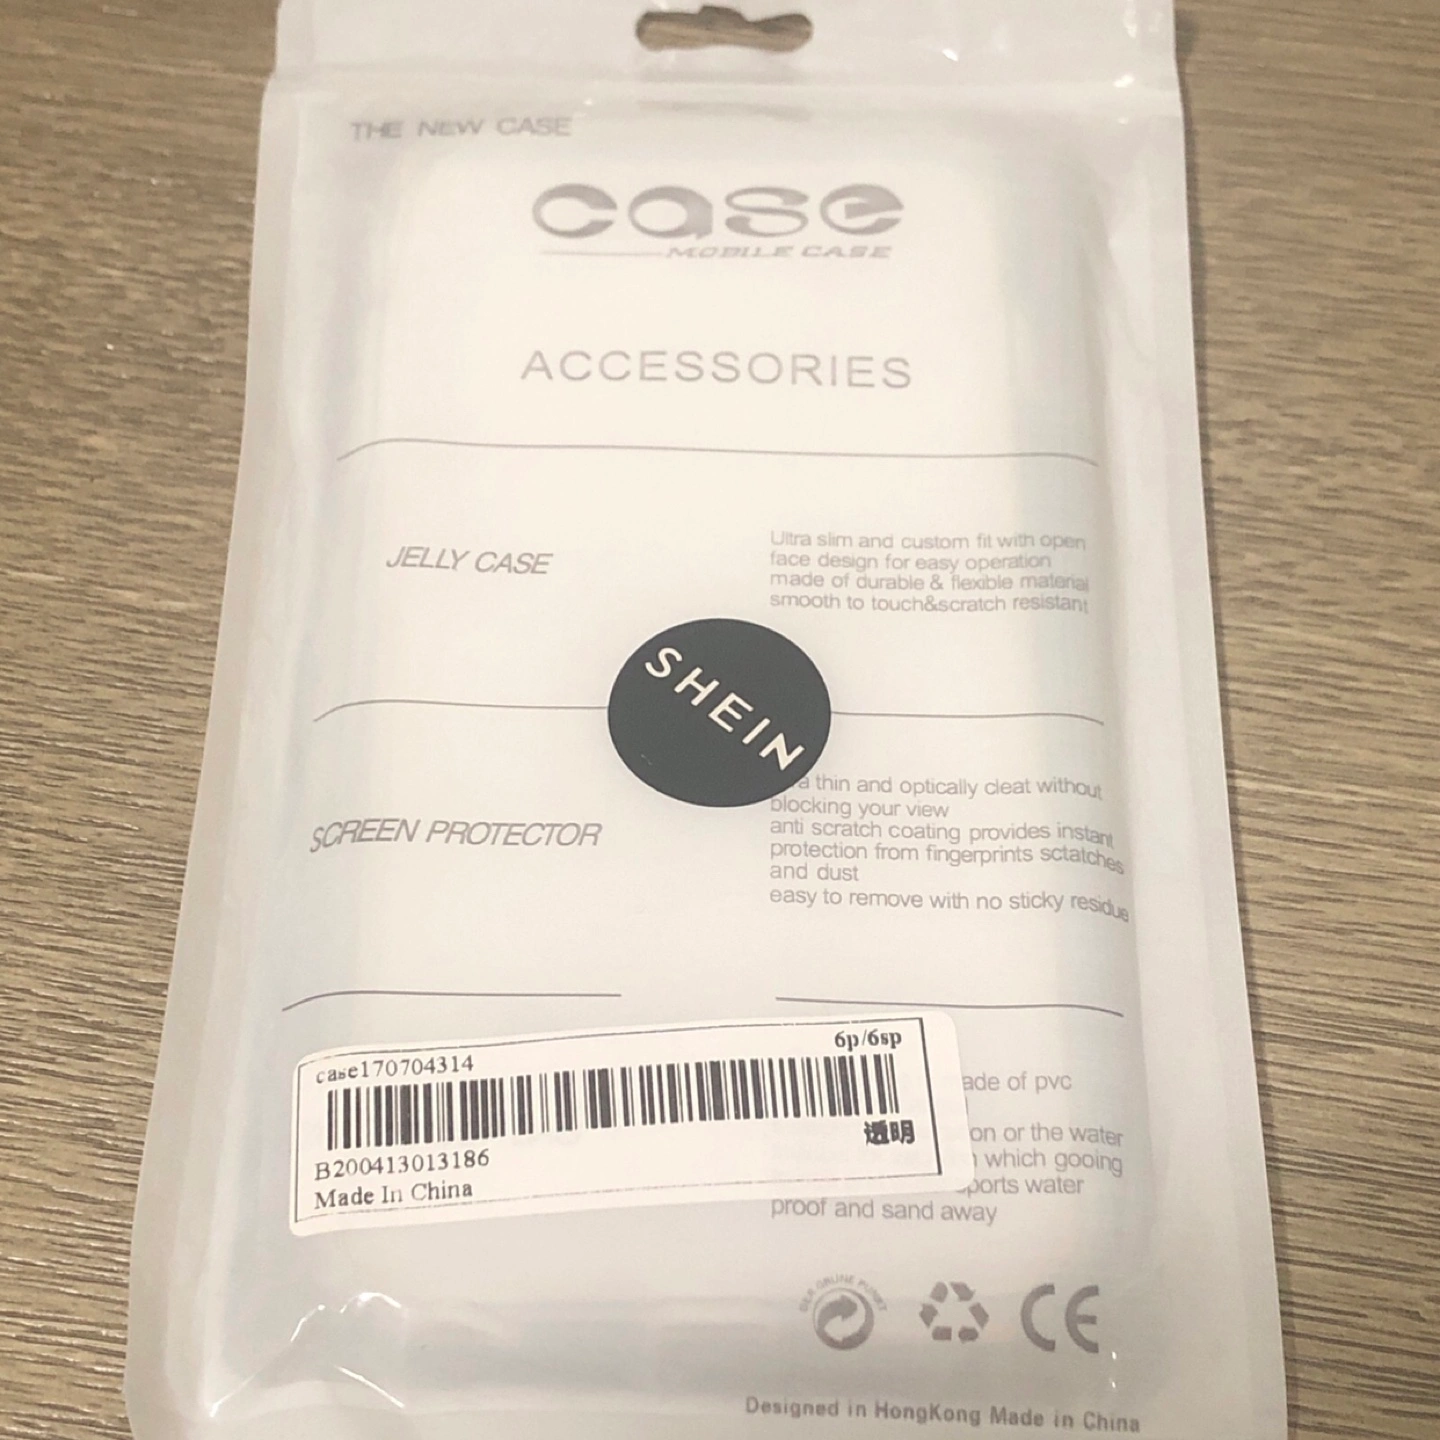 THE NEW CASE
case
MOBILE CASE
ACCESSORIES
JELLY CASE
Ultra slim and custom fit with open
face design for easy operation
made of durable & flexible material
smooth to touch&scratch resistant
SHEIN
thin and optically cleat without
blocking your view
SCREEN PROTECTOR
anti scratch coating provides instant
protection from fingerprints sctatches
and dust
easy to remove with no sticky residue
case170704314
6p/6sp
透明
B200413013186
Made In China
ade of pvc
on or the water
which gooing
ports water
proof and sand away
DER GRÜNE PUNKT
CE
Designed in HongKong Made in China